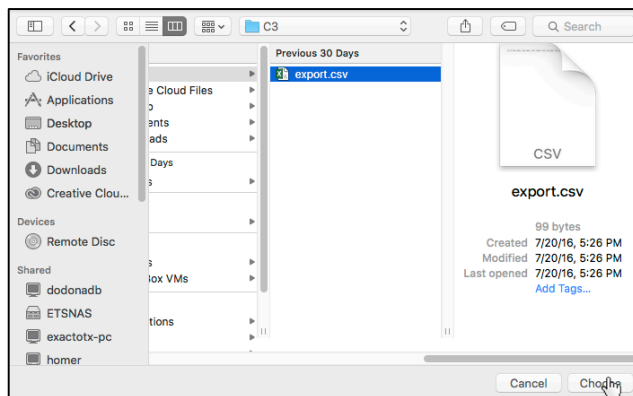 C3
Search
Favorites
iCloud Drive
Applications
Desktop
Documents
Downloads
Creative Clou...
Devices
Remote Disc
Shared
dodonadb
ETSNAS
exactotx-pc
homer
e Cloud Files
ents
ads
Days
Box VMs
tions
Previous 30 Days
export.csv
CSV
export.csv
99 bytes
Created 7/20/16, 5:26 PM
Modified 7/20/16, 5:26 PM
Last opened 7/20/16, 5:26 PM
Add Tags...
Cancel